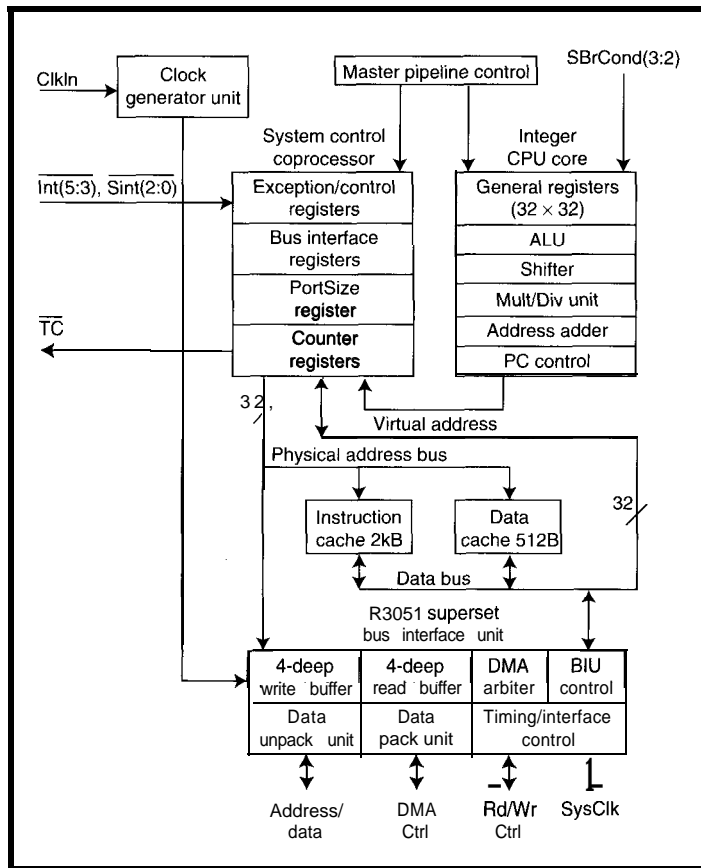 ClkIn
Clock
generator unit
Master pipeline control
SBrCond(3:2)
System control
coprocessor
Integer
CPU core
Int(5:3), Sint(2:0)
Exception/control
registers
Bus interface
registers
PortSize
register
Counter
registers
TC
General registers
(32 × 32)
ALU
Shifter
Mult/Div unit
Address adder
PC control
32,
Virtual address
Physical address bus
Instruction
cache 2kB
Data
cache 512B
32
Data bus
R3051 superset
bus interface unit
4-deep
write buffer
4-deep
read buffer
DMA
arbiter
BIU
control
Data
unpack unit
Data
pack unit
Timing/interface
control
Address/
data
DMA
Ctrl
Rd/Wr
Ctrl
SysClk